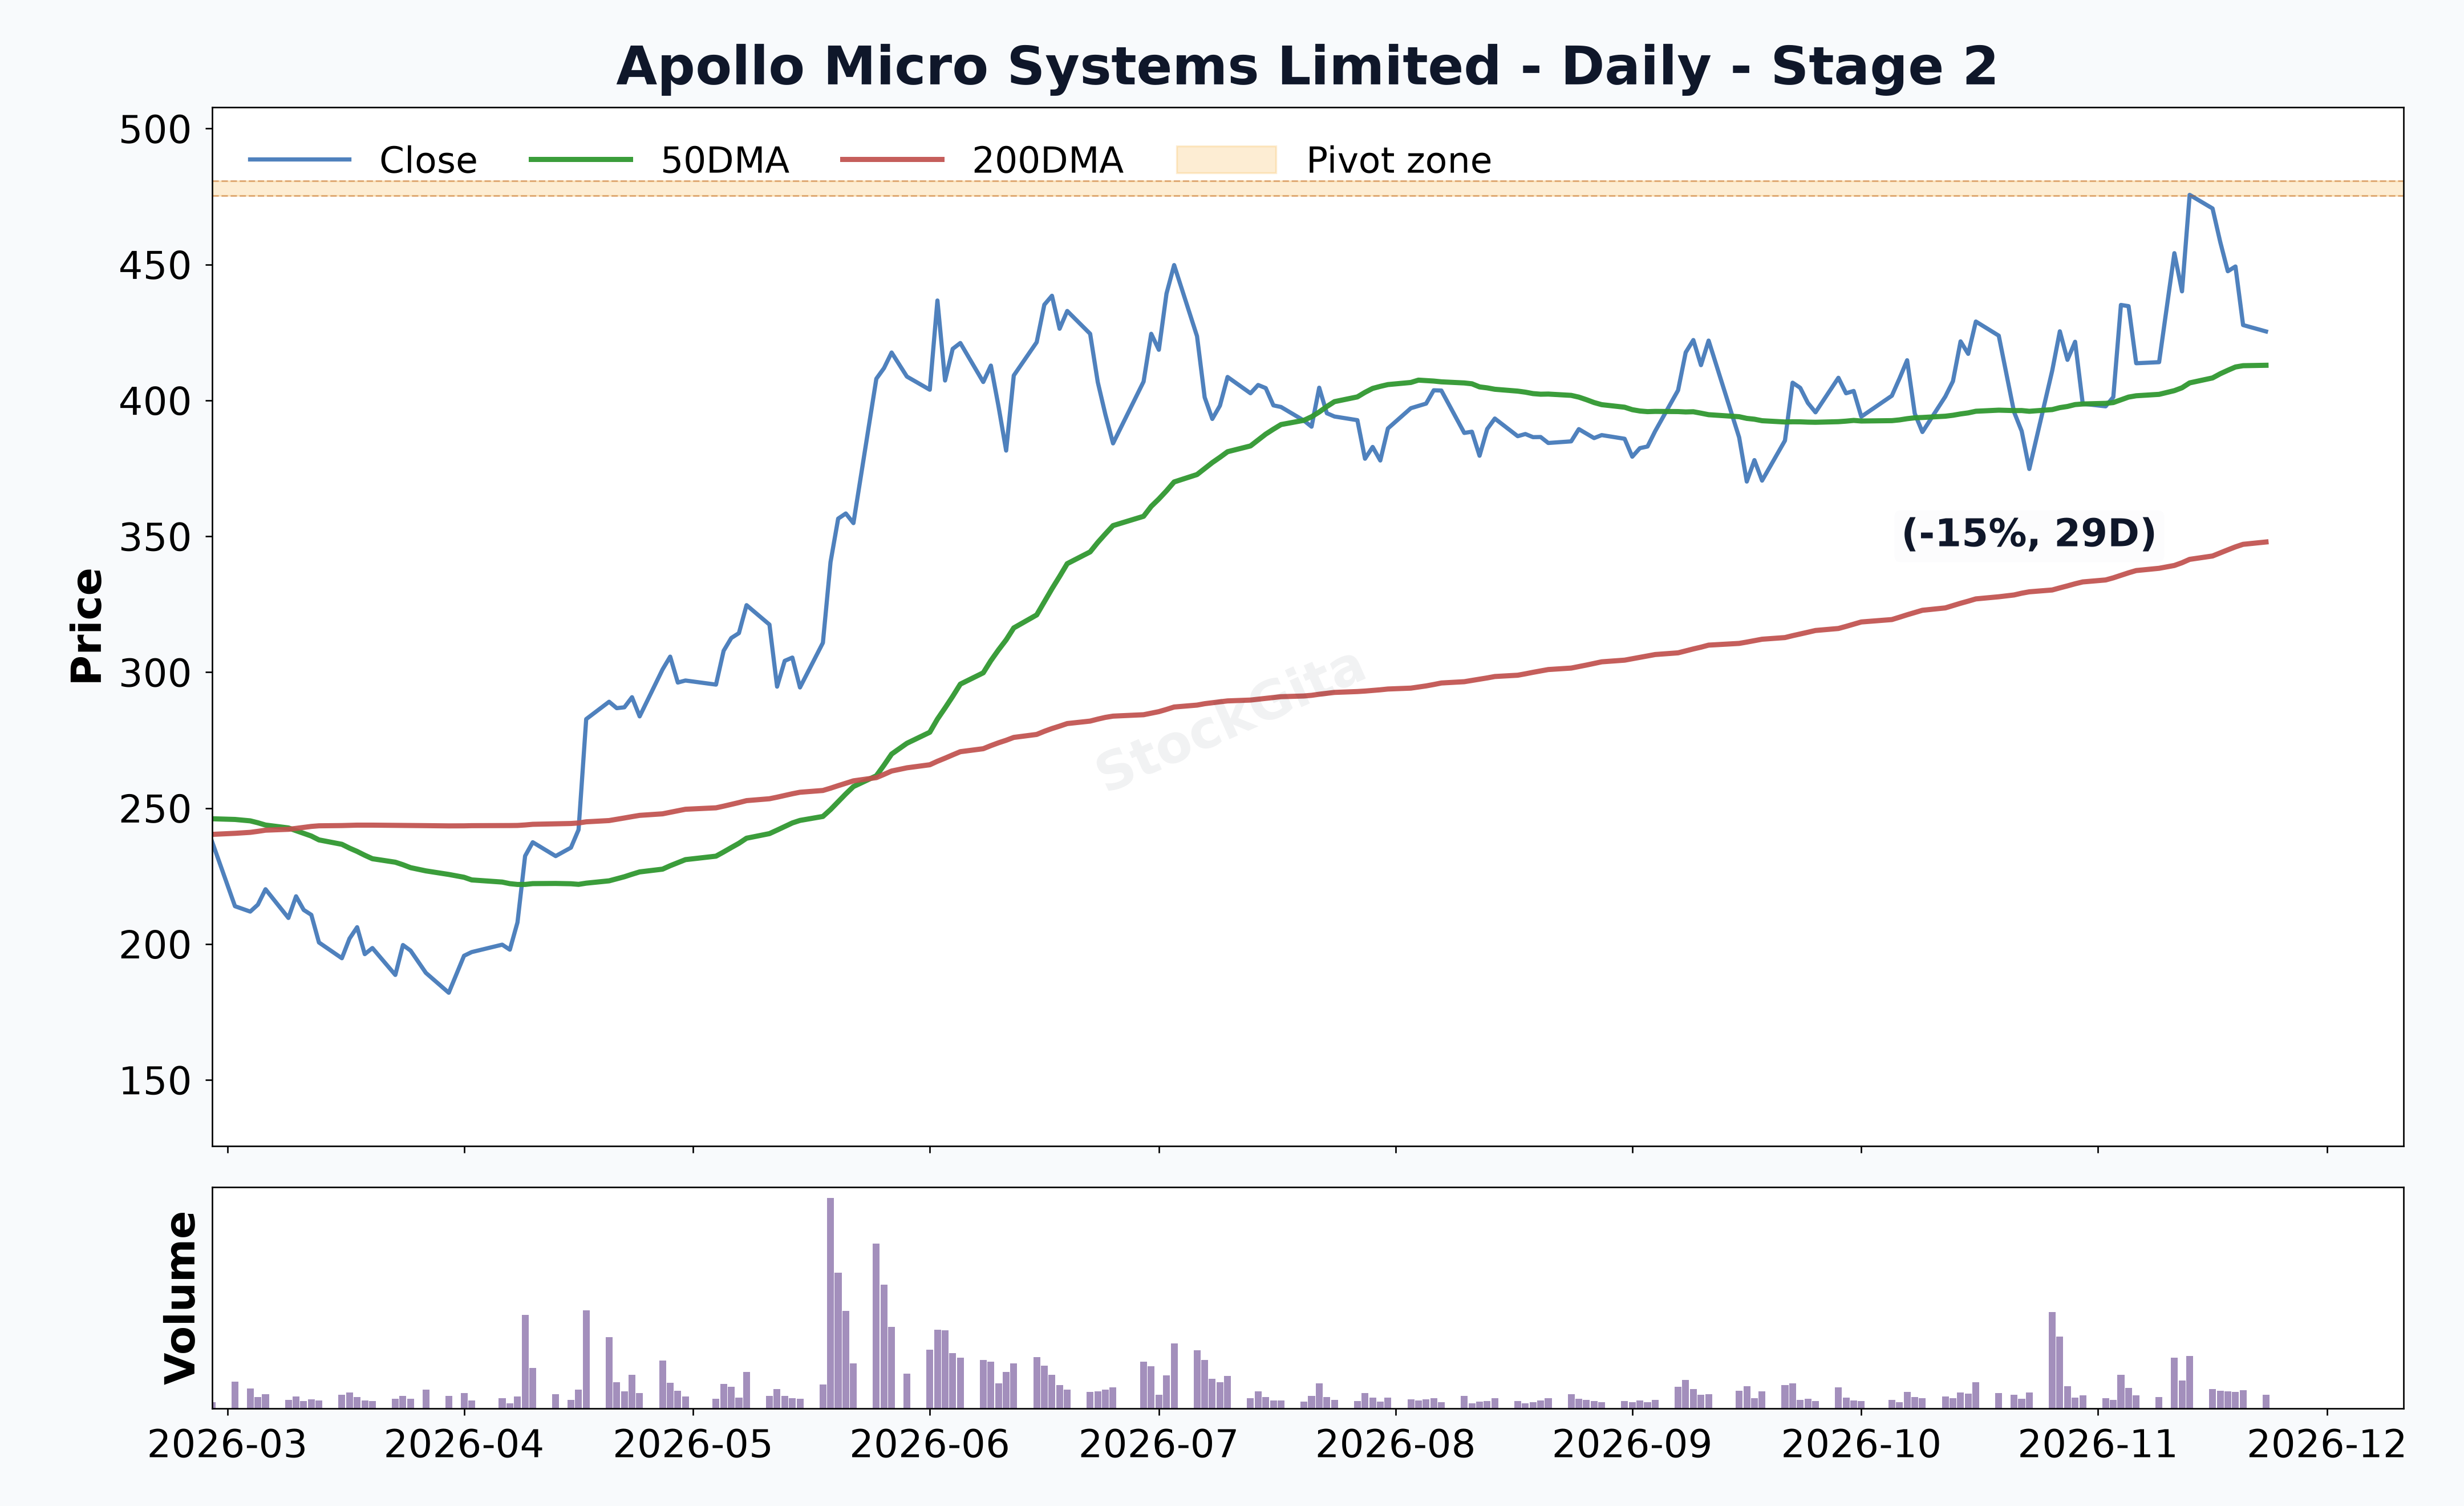 Apollo Micro Systems Limited - Daily - Stage 2
Close 50DMA 200DMA Pivot zone
500
450
400
350
300
250
200
150
Price
(-15%, 29D)
StockGita
Volume
2026-03 2026-04 2026-05 2026-06 2026-07 2026-08 2026-09 2026-10 2026-11 2026-12